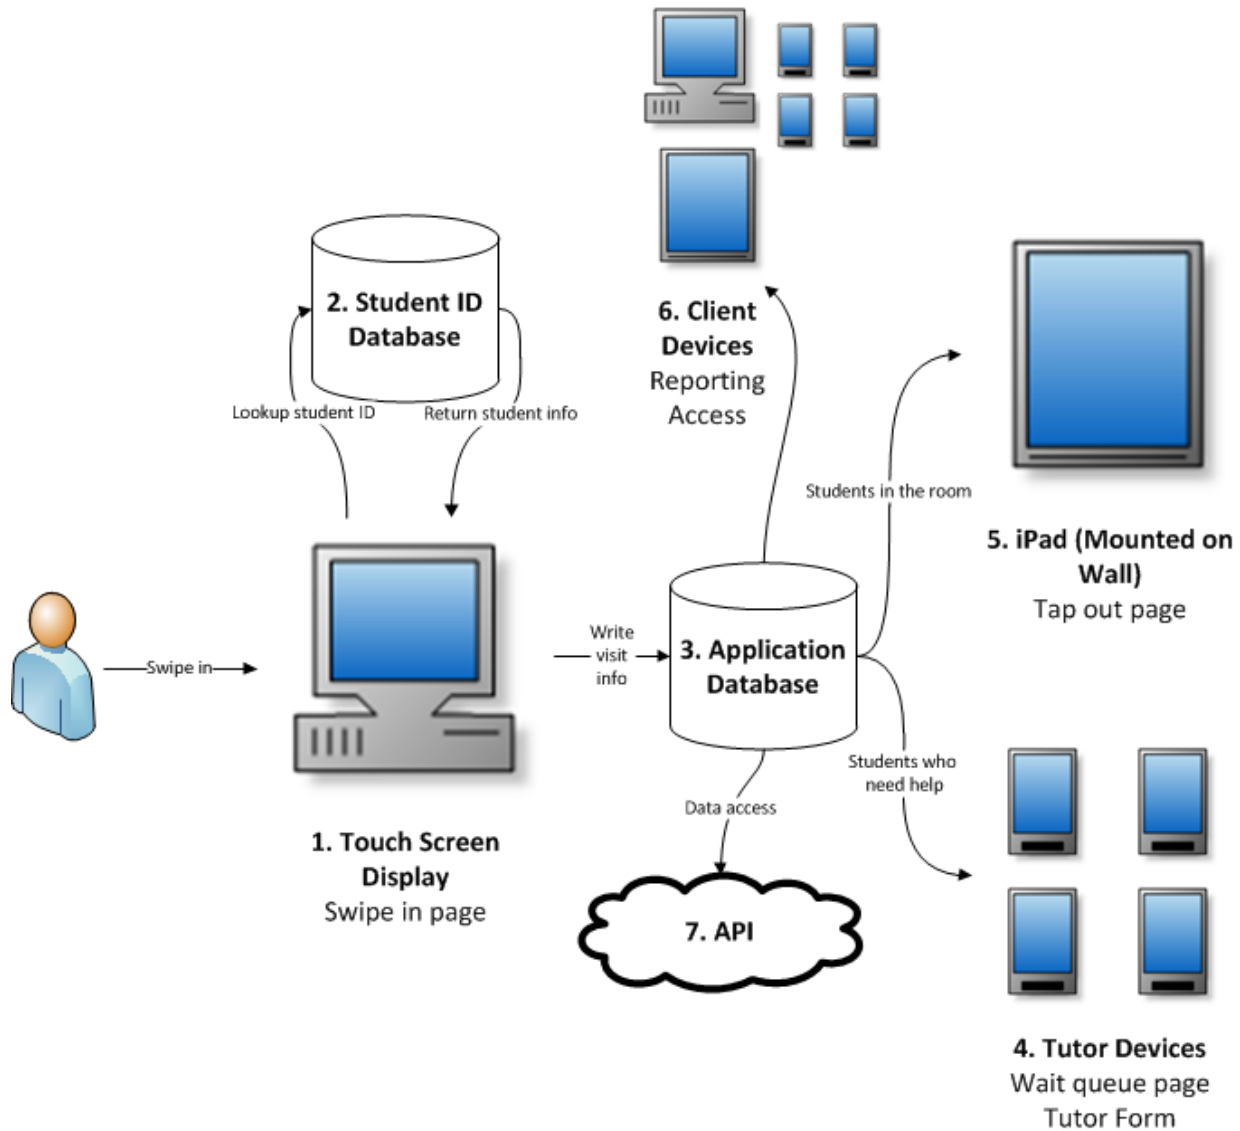 2. Student ID
Database
Lookup student ID
Return student info
6. Client
Devices
Reporting
Access
Students in the room
5. iPad (Mounted on
Wall)
Tap out page
Swipe in
Write
visit
info
3. Application
Database
Students who
need help
Data access
1. Touch Screen
Display
Swipe in page
7. API
4. Tutor Devices
Wait queue page
Tutor Form